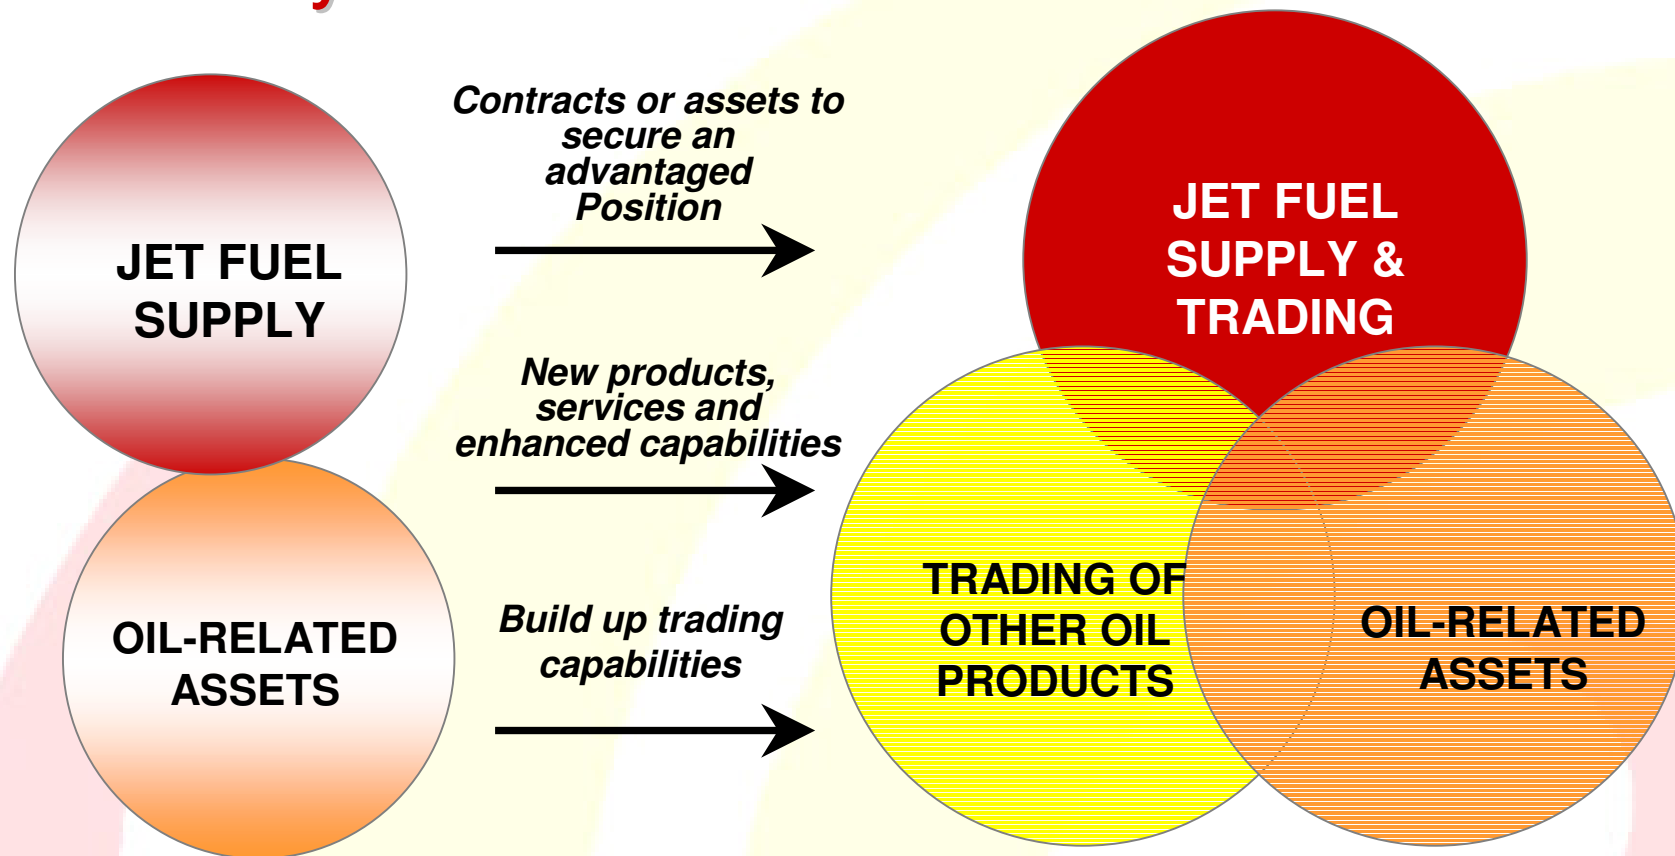 JET FUEL
SUPPLY
OIL-RELATED
ASSETS
Contracts or assets to
secure an
advantaged
Position
New products,
services and
enhanced capabilities
Build up trading
capabilities
JET FUEL
SUPPLY &
TRADING
TRADING OF
OTHER OIL
PRODUCTS
OIL-RELATED
ASSETS